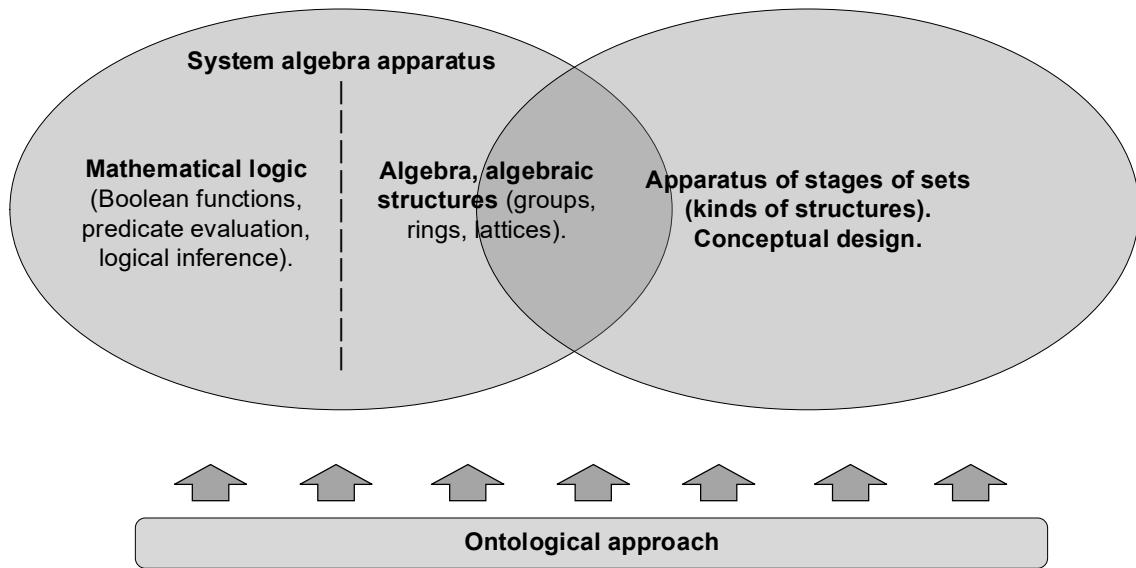 System algebra apparatus
Mathematical logic
(Boolean functions,
predicate evaluation,
logical inference).
Algebra, algebraic
structures (groups,
rings, lattices).
Apparatus of stages of sets
(kinds of structures).
Conceptual design.
Ontological approach